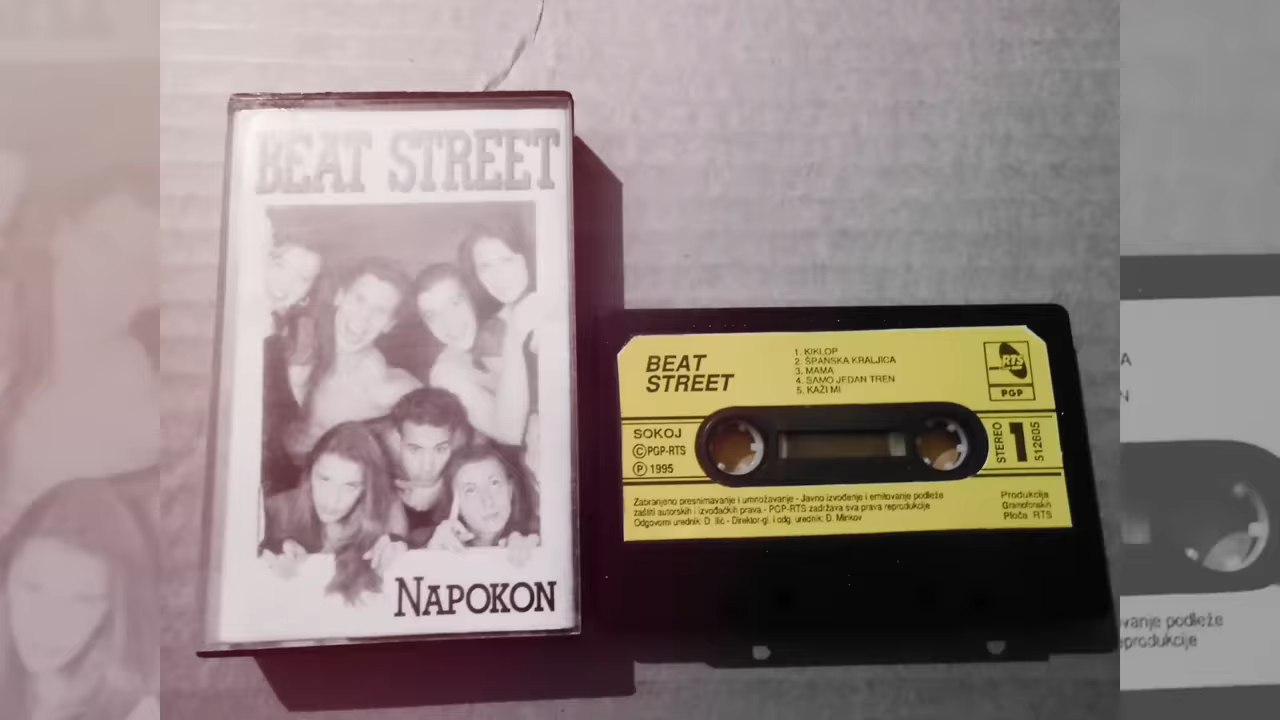 BEAT STREET
NAPOKON
BEAT
STREET
1. KIKLOP
2. ŠPANSKA KRALJICA
3. MAMA
4. SAMO JEDAN TREN
5. KAŽI MI
RTS
PGP
SOKOJ
©PGP-RTS
℗ 1995
STEREO
1
512605
Zabranjeno presnimavanje i umnožavanje - Javno izvođenje i emitovanje podleže
zaštiti autorskih i izvođačkih prava - PGP-RTS zadržava sva prava reprodukcije
Odgovorni urednik: D. Ilić - Direktor-gl. i odg. urednik: D. Minkov
Produkcija
Gramofonskih
Ploča RTS
A
N
vanje podleže
eprodukcije